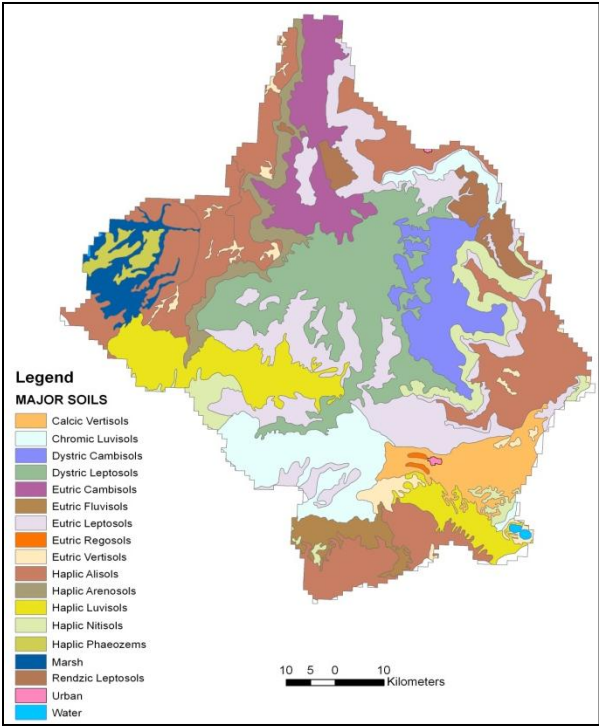 Legend
MAJOR SOILS
Calcic Vertisols
Chromic Luvisols
Dystric Cambisols
Dystric Leptosols
Eutric Cambisols
Eutric Fluvisols
Eutric Leptosols
Eutric Regosols
Eutric Vertisols
Haplic Alisols
Haplic Arenosols
Haplic Luvisols
Haplic Nitisols
Haplic Phaeozems
Marsh
Rendzic Leptosols
Urban
Water
10 5 0 10
Kilometers